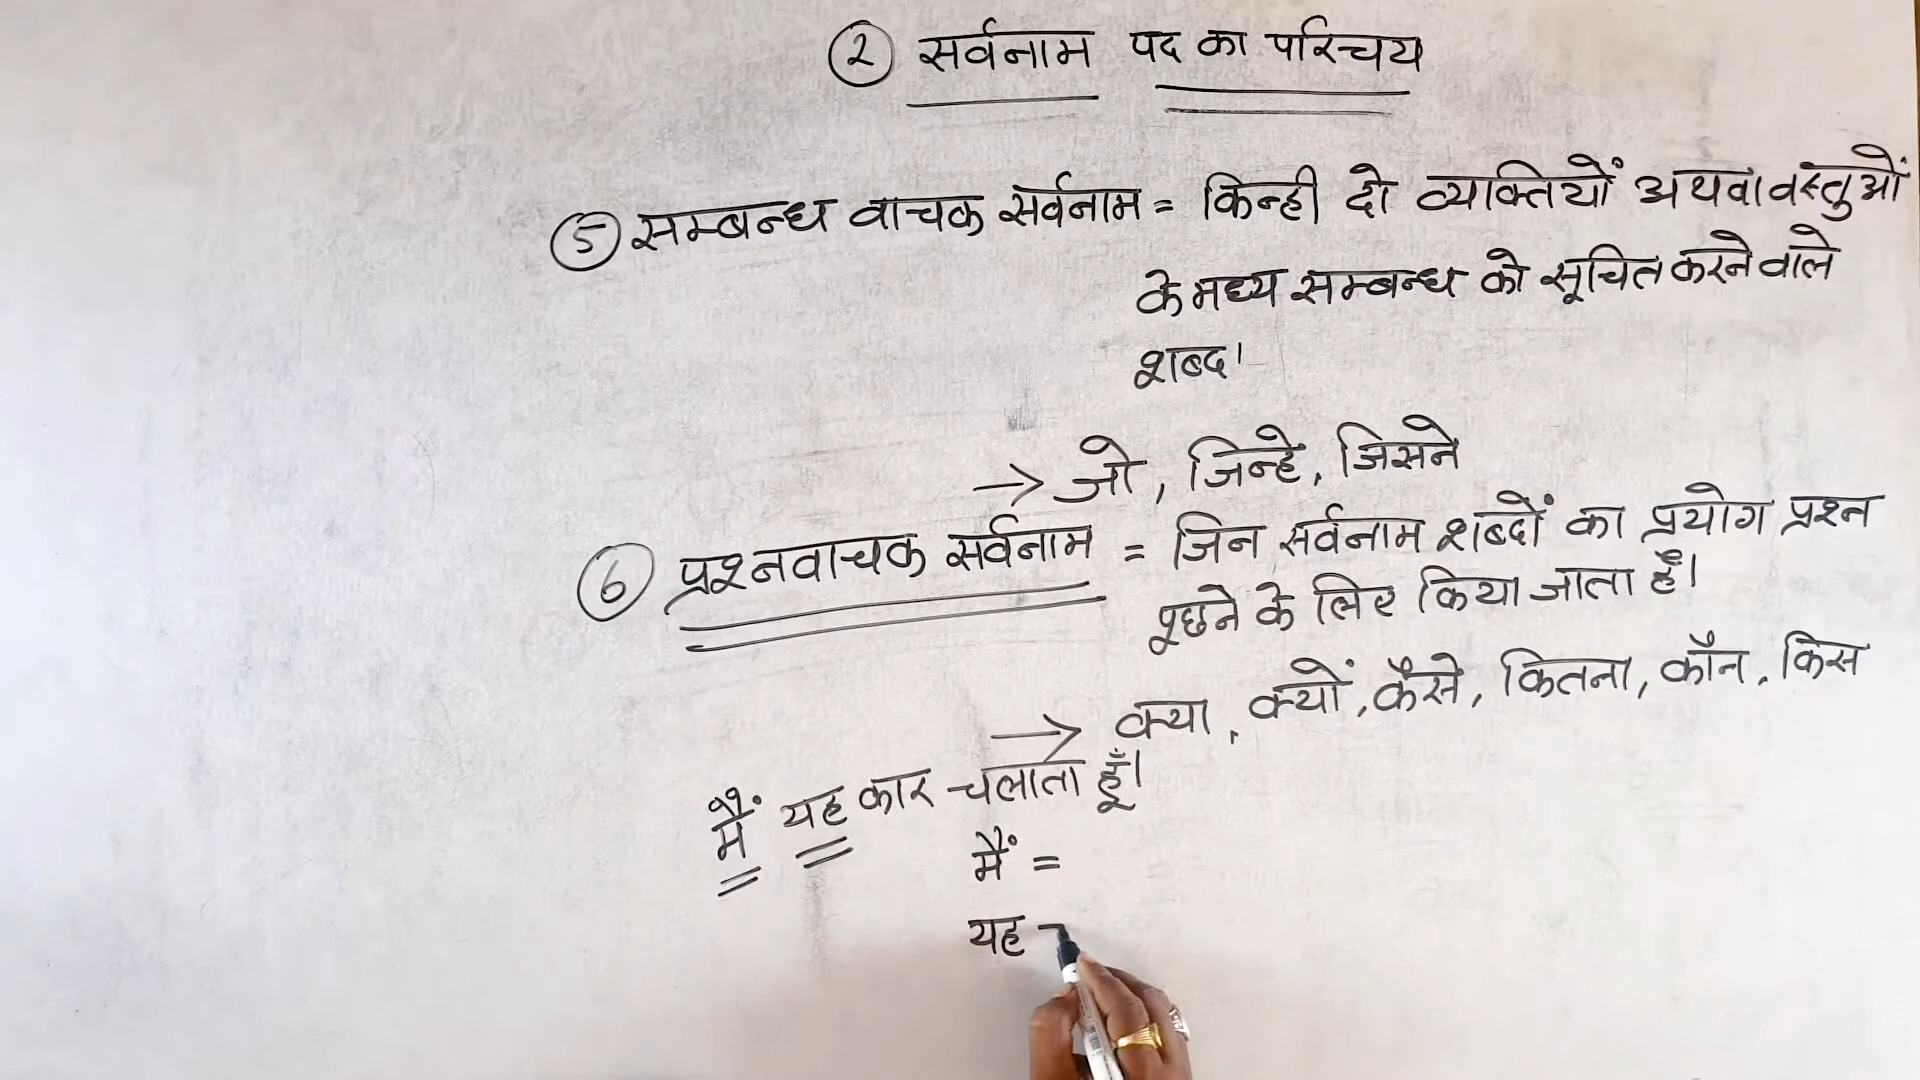 ② सर्वनाम पद का परिचय
⑤ सम्बन्ध वाचक सर्वनाम = किन्ही दो व्यक्तियों अथवा वस्तुओं
के मध्य सम्बन्ध को सूचित करने वाले
शब्द।
→ जो, जिन्हे, जिसने
⑥ प्रश्नवाचक सर्वनाम = जिन सर्वनाम शब्दों का प्रयोग प्रश्न
पूछने के लिए किया जाता है।
→ क्या, क्यों, कैसे, कितना, कौन, किस
मैं यह कार चलाता हूँ।
मैं =
यह -